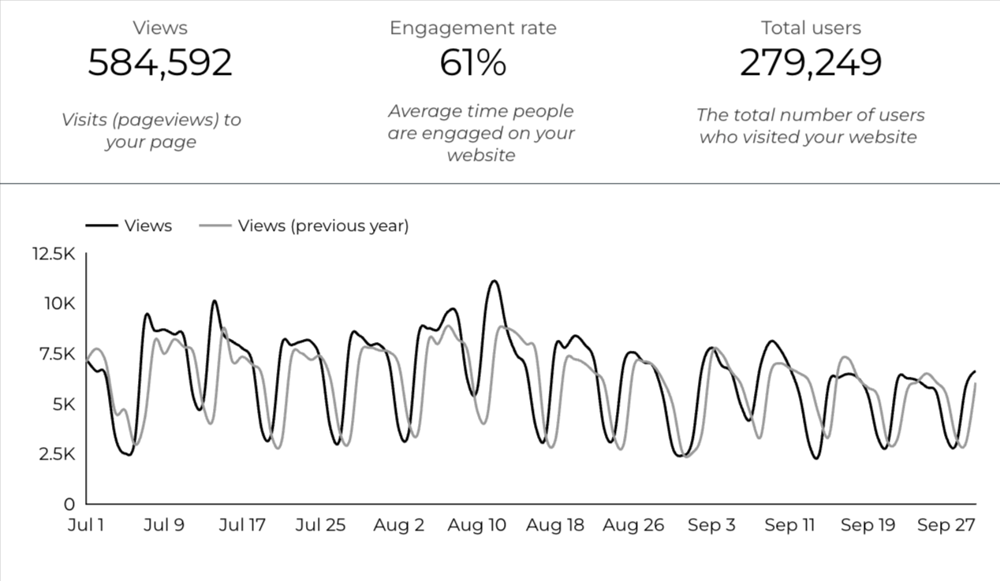 Views
584,592
Visits (pageviews) to
your page
Engagement rate
61%
Average time people
are engaged on your
website
Total users
279,249
The total number of users
who visited your website
Views
Views (previous year)
12.5K
10K
7.5K
5K
2.5K
0
Jul 1
Jul 9
Jul 17
Jul 25
Aug 2
Aug 10
Aug 18
Aug 26
Sep 3
Sep 11
Sep 19
Sep 27